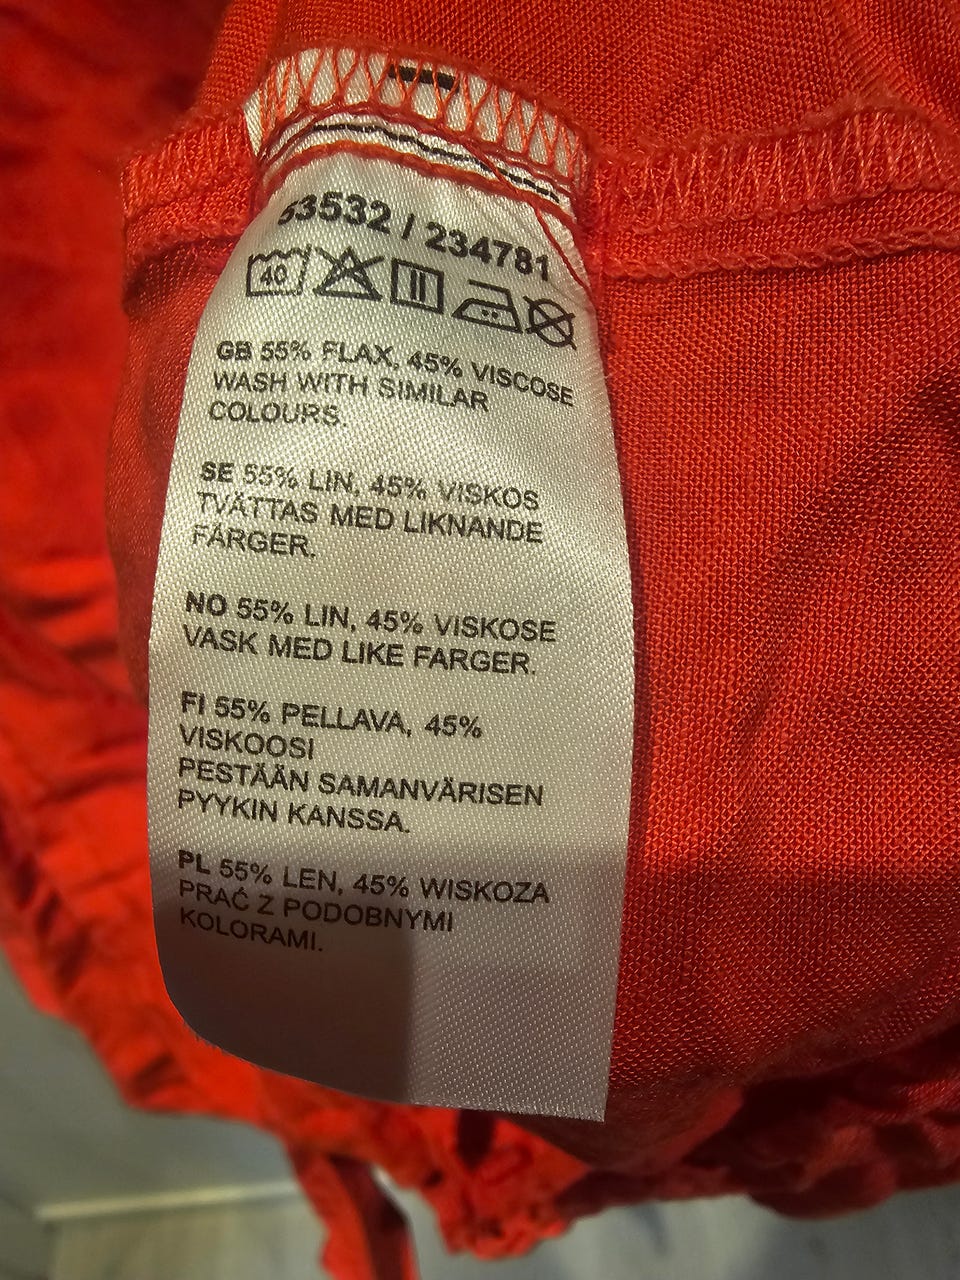 53532 / 234781
40
GB 55% FLAX, 45% VISCOSE
WASH WITH SIMILAR
COLOURS.
SE 55% LIN, 45% VISKOS
TVÄTTAS MED LIKNANDE
FÄRGER.
NO 55% LIN, 45% VISKOSE
VASK MED LIKE FARGER.
FI 55% PELLAVA, 45%
VISKOOSI
PESTÄÄN SAMANVÄRISEN
PYYKIN KANSSA.
PL 55% LEN, 45% WISKOZA
PRAĆ Z PODOBNYMI
KOLORAMI.